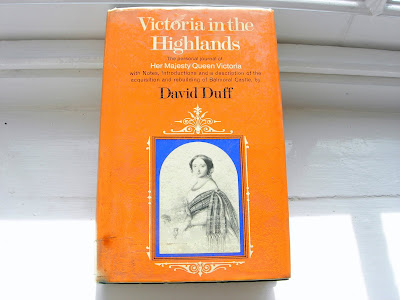 Victoria in the
Highlands
the personal journal of
Her Majesty Queen Victoria
with Notes, Introductions and a description of the
acquisition and rebuilding of Balmoral Castle, by
David Duff